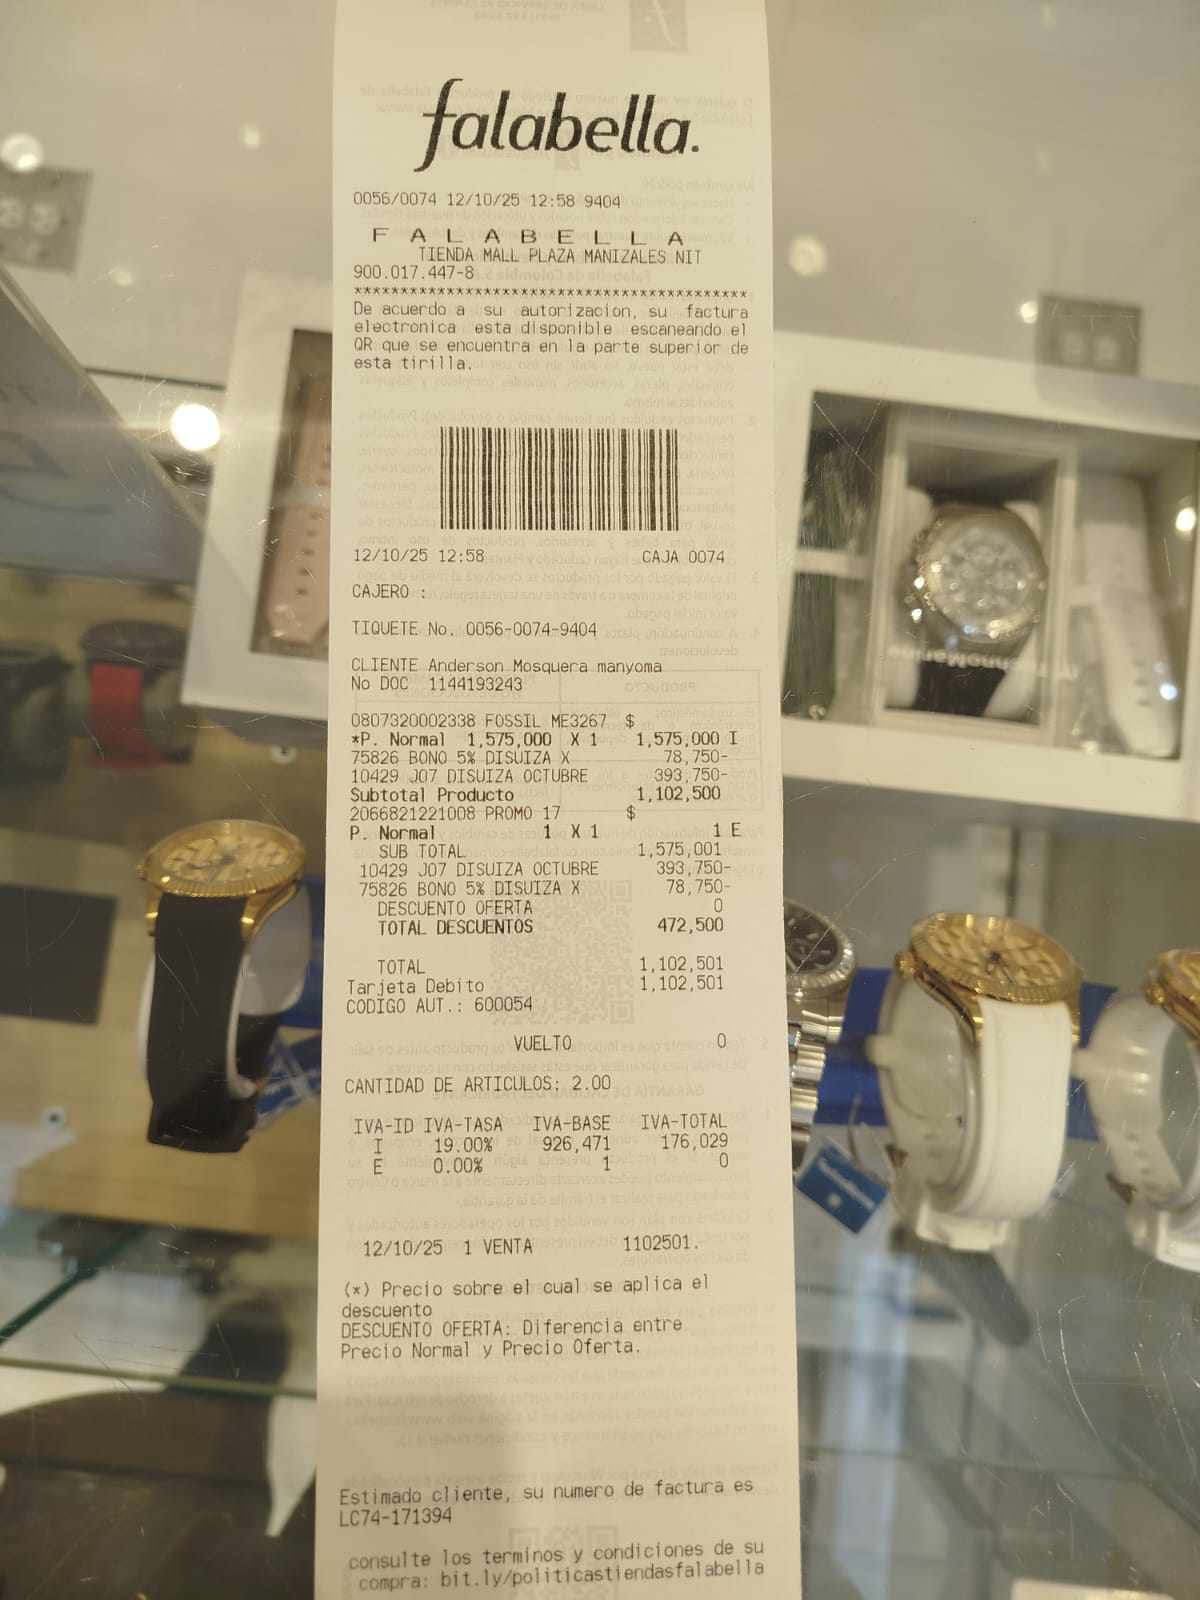 falabella.
0056/0074 12/10/25 12:58 9404
F A L A B E L L A
TIENDA MALL PLAZA MANIZALES NIT
900.017.447-8
******************************************
De acuerdo a su autorizacion, su factura
electronica esta disponible escaneando el
QR que se encuentra en la parte superior de
esta tirilla.
12/10/25 12:58 CAJA 0074
CAJERO :
TIQUETE No. 0056-0074-9404
CLIENTE Anderson Mosquera manyoma
No DOC 1144193243
0807320002338 FOSSIL ME3267 $
*P. Normal 1,575,000 X 1 1,575,000 I
75826 BONO 5% DISUIZA X 78,750-
10429 J07 DISUIZA OCTUBRE 393,750-
Subtotal Producto 1,102,500
2066821221008 PROMO 17 $
P. Normal 1 X 1 1 E
SUB TOTAL 1,575,001
10429 J07 DISUIZA OCTUBRE 393,750-
75826 BONO 5% DISUIZA X 78,750-
DESCUENTO OFERTA 0
TOTAL DESCUENTOS 472,500
TOTAL 1,102,501
Tarjeta Debito 1,102,501
CODIGO AUT.: 600054
VUELTO 0
CANTIDAD DE ARTICULOS: 2.00
IVA-ID IVA-TASA IVA-BASE IVA-TOTAL
I 19.00% 926,471 176,029
E 0.00% 1 0
12/10/25 1 VENTA 1102501.
(*) Precio sobre el cual se aplica el
descuento
DESCUENTO OFERTA: Diferencia entre
Precio Normal y Precio Oferta.
Estimado cliente, su numero de factura es
LC74-171394
consulte los terminos y condiciones de su
compra: bit.ly/politicastiendasfalabella